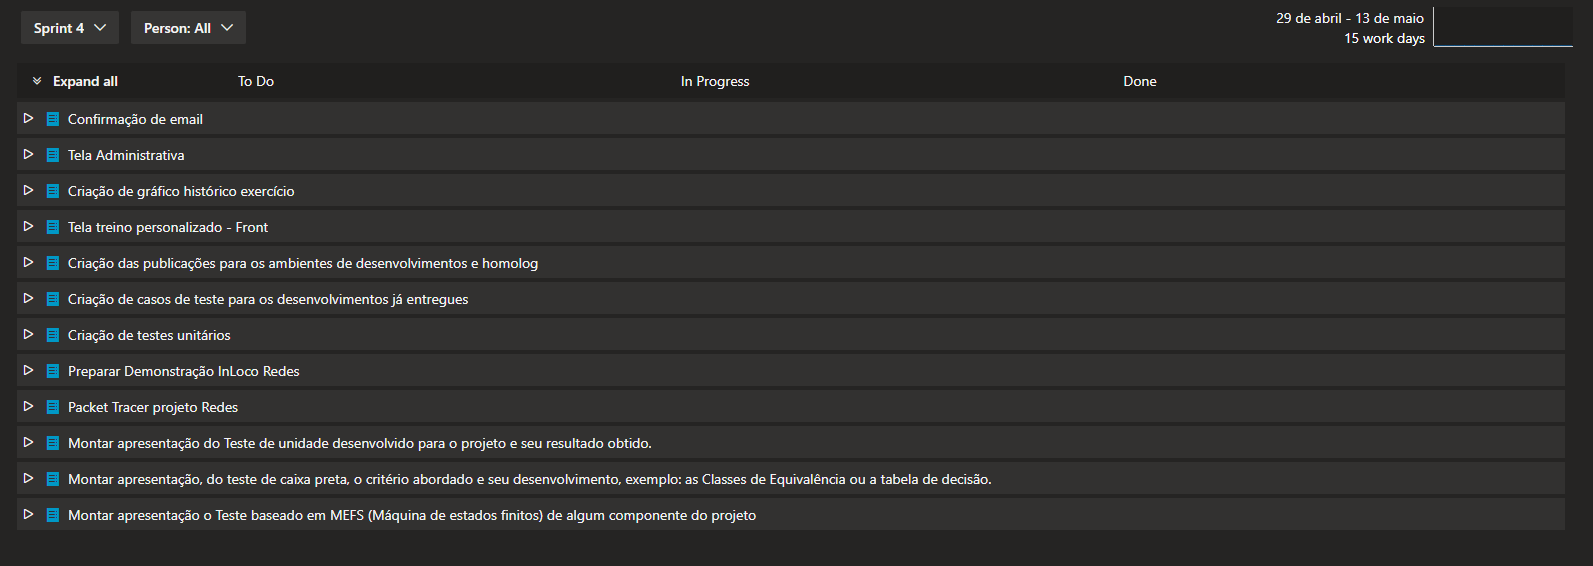 Sprint 4
Person: All
29 de abril - 13 de maio
15 work days
Expand all To Do In Progress Done
Confirmação de email
Tela Administrativa
Criação de gráfico histórico exercício
Tela treino personalizado - Front
Criação das publicações para os ambientes de desenvolvimentos e homolog
Criação de casos de teste para os desenvolvimentos já entregues
Criação de testes unitários
Preparar Demonstração InLoco Redes
Packet Tracer projeto Redes
Montar apresentação do Teste de unidade desenvolvido para o projeto e seu resultado obtido.
Montar apresentação, do teste de caixa preta, o critério abordado e seu desenvolvimento, exemplo: as Classes de Equivalência ou a tabela de decisão.
Montar apresentação o Teste baseado em MEFS (Máquina de estados finitos) de algum componente do projeto